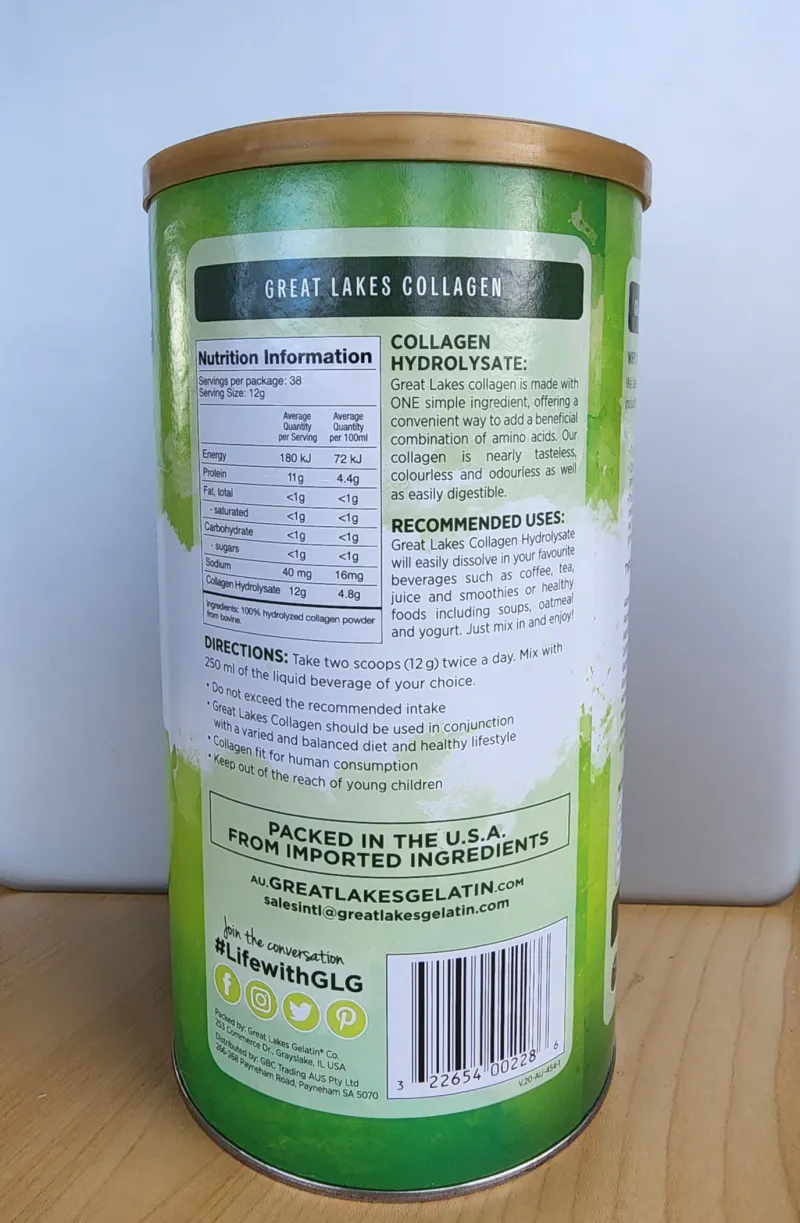 GREAT LAKES COLLAGEN
Nutrition Information
Servings per package: 38
Serving Size: 12g
Average Quantity per Serving Average Quantity per 100ml
Energy 180 kJ 72 kJ
Protein 11g 4.4g
Fat, total <1g <1g
- saturated <1g <1g
Carbohydrate <1g <1g
- sugars <1g <1g
Sodium 40 mg 16mg
Collagen Hydrolysate 12g 4.8g
Ingredients: 100% hydrolyzed collagen powder
from bovine.
COLLAGEN
HYDROLYSATE:
Great Lakes collagen is made with
ONE simple ingredient, offering a
convenient way to add a beneficial
combination of amino acids. Our
collagen is nearly tasteless,
colourless and odourless as well
as easily digestible.
RECOMMENDED USES:
Great Lakes Collagen Hydrolysate
will easily dissolve in your favourite
beverages such as coffee, tea,
juice and smoothies or healthy
foods including soups, oatmeal
and yogurt. Just mix in and enjoy!
DIRECTIONS: Take two scoops (12 g) twice a day. Mix with
250 ml of the liquid beverage of your choice.
• Do not exceed the recommended intake
• Great Lakes Collagen should be used in conjunction
with a varied and balanced diet and healthy lifestyle
• Collagen fit for human consumption
• Keep out of the reach of young children
PACKED IN THE U.S.A.
FROM IMPORTED INGREDIENTS
AU.GREATLAKESGELATIN.COM
salesintl@greatlakesgelatin.com
Join the conversation
#LifewithGLG
Packed by: Great Lakes Gelatin® Co.
253 Commerce Dr., Grayslake, IL USA
Distributed by: GBC Trading AUS Pty Ltd
266-268 Payneham Road, Payneham SA 5070
3 22654 00228 6
V.20-AU-454-1